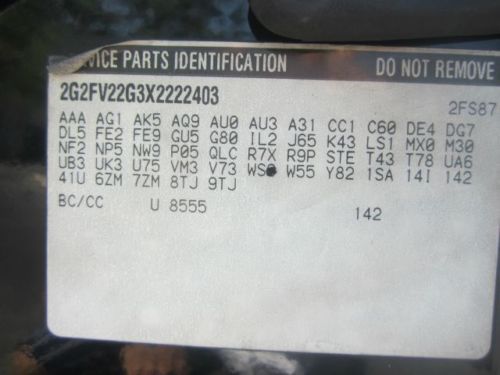 PARTS IDENTIFICATION DO NOT REMOVE
2G2FV22G3X2222403
2FS87
AAA AG1 AK5 AQ9 AU0 AU3 A31 CC1 C60 DE4 DG7
DL5 FE2 FE9 GU5 G80 IL2 J65 K43 LS1 MX0 M30
NF2 NP5 NW9 P05 QLC R7X R9P STE T43 T78 UA6
UB3 UK3 U75 VM3 V73 W55 Y82 1SA 14I 142
41U 6ZM 7ZM 8TJ 9TJ
BC/CC U 8555 142